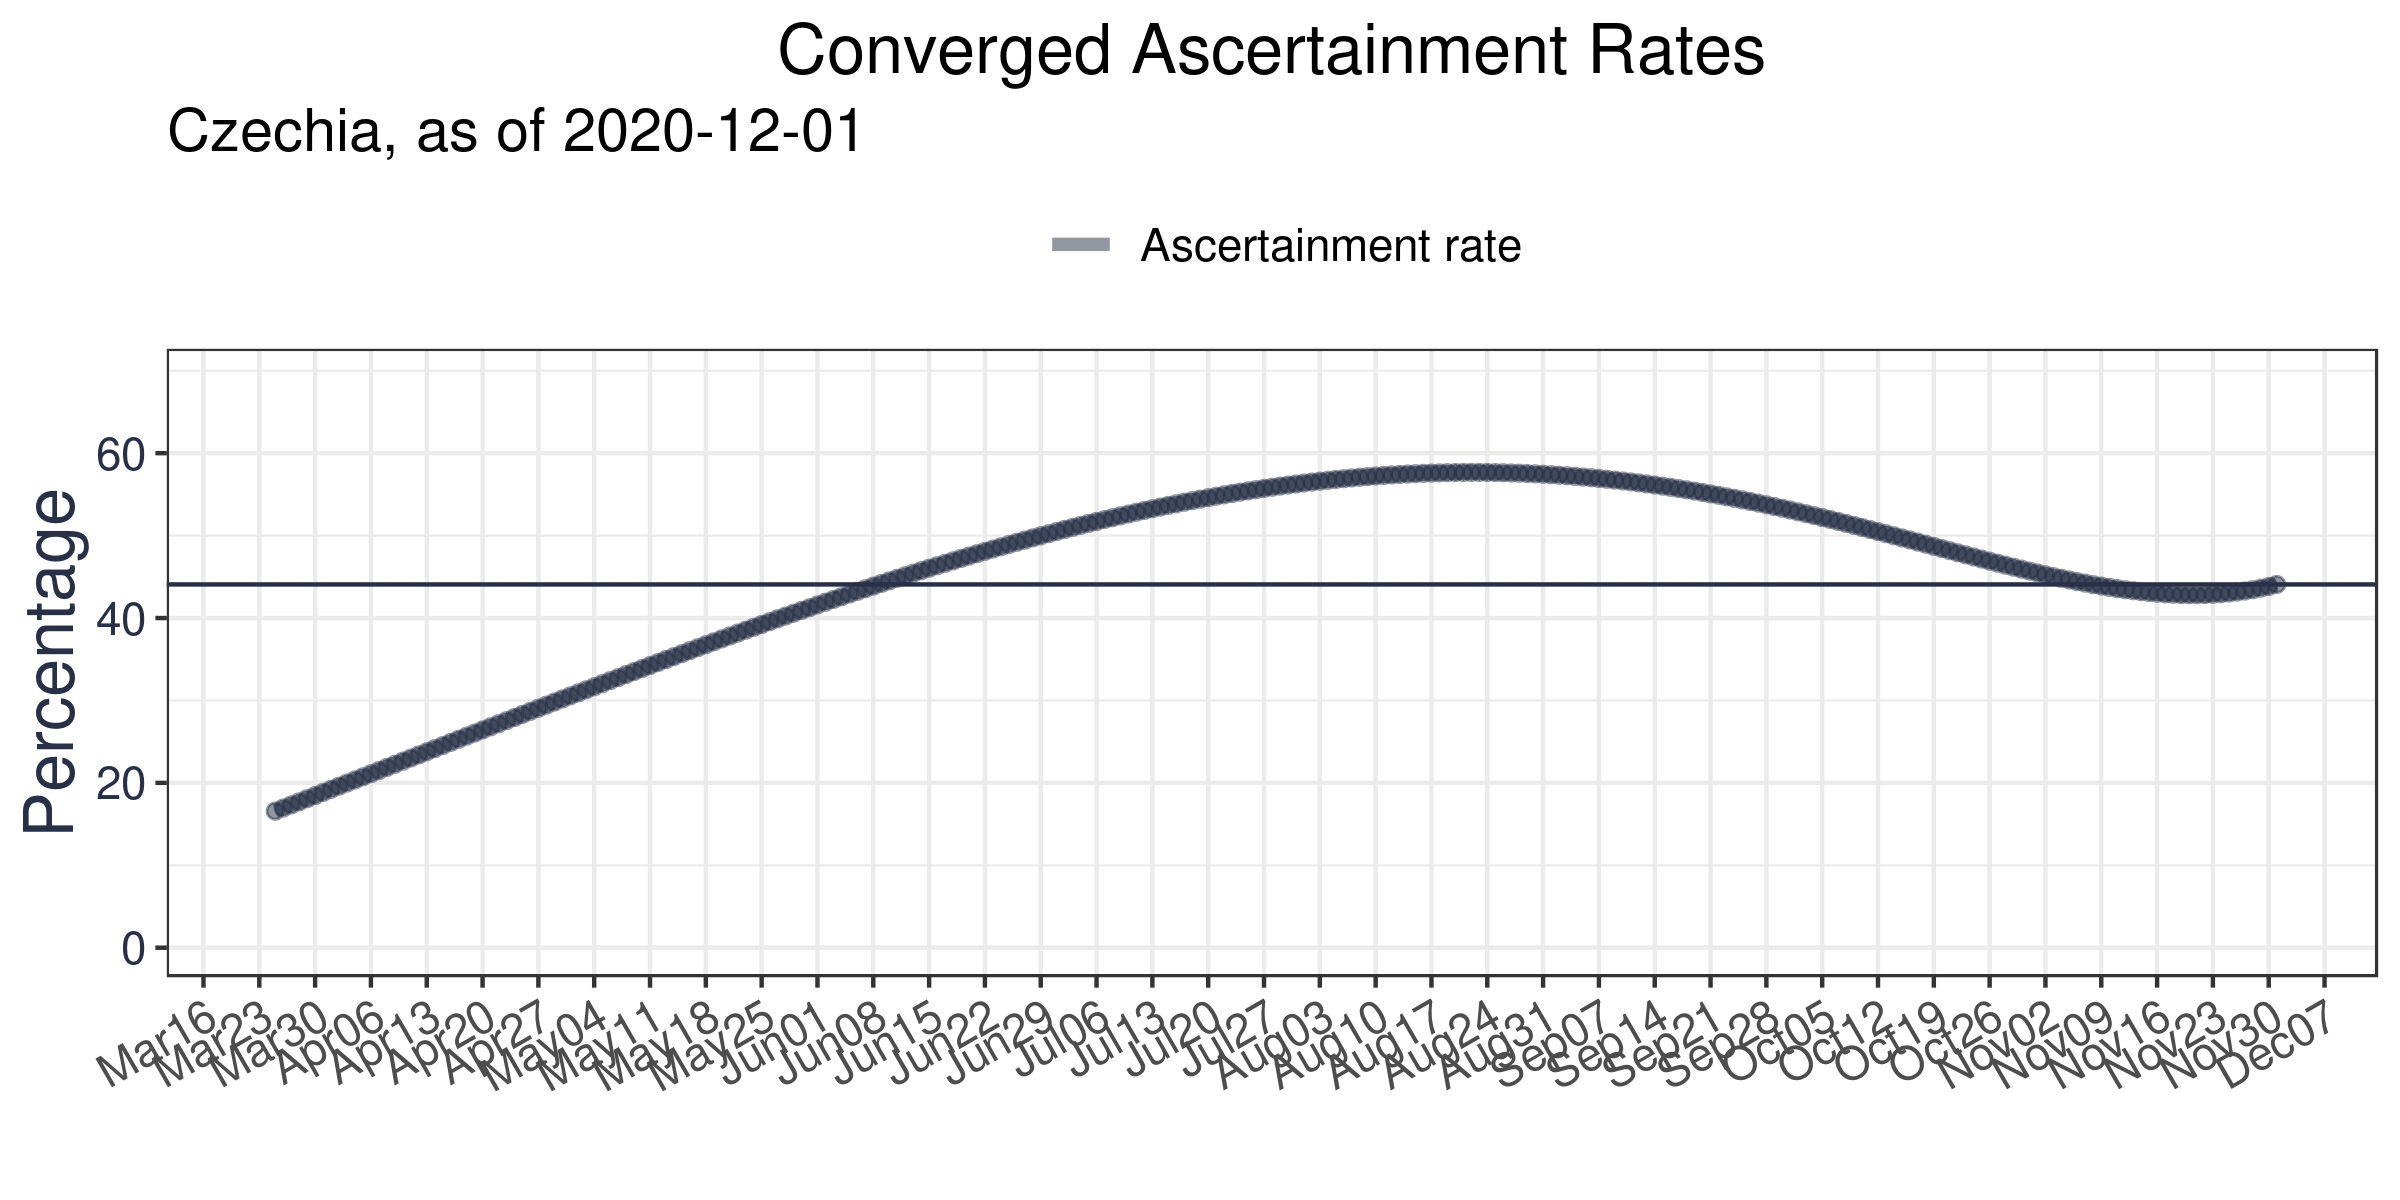 Converged Ascertainment Rates
Czechia, as of 2020-12-01
Ascertainment rate
Percentage
60
40
20
0
Mar16
Mar23
Mar30
Apr06
Apr13
Apr20
Apr27
May04
May11
May18
May25
Jun01
Jun08
Jun15
Jun22
Jun29
Jul06
Jul13
Jul20
Jul27
Aug03
Aug10
Aug17
Aug24
Aug31
Sep07
Sep14
Sep21
Sep28
Oct05
Oct12
Oct19
Oct26
Nov02
Nov09
Nov16
Nov23
Nov30
Dec07